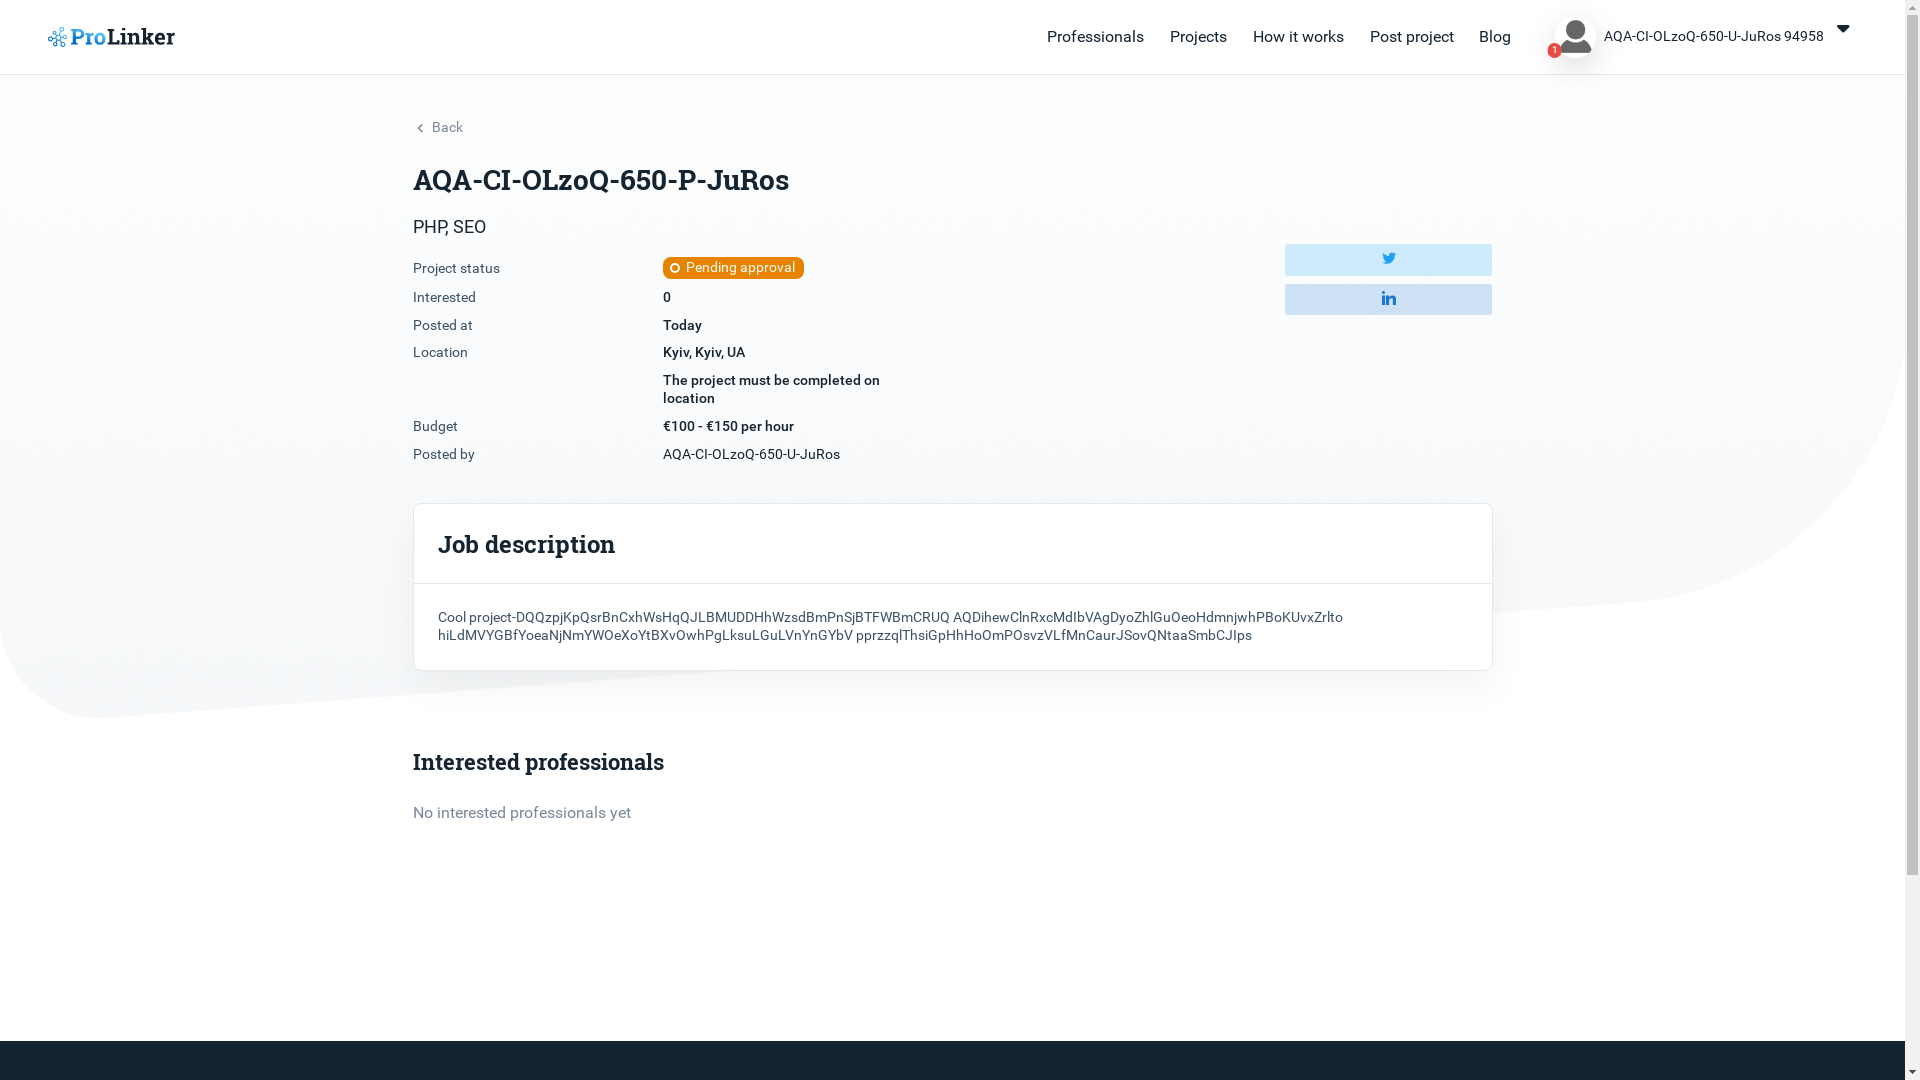 ProLinker
Professionals
Projects
How it works
Post project
Blog
1
AQA-CI-OLzoQ-650-U-JuRos 94958
Back
AQA-CI-OLzoQ-650-P-JuRos
PHP, SEO
Project status
Pending approval
Interested
0
Posted at
Today
Location
Kyiv, Kyiv, UA
The project must be completed on
location
Budget
€100 - €150 per hour
Posted by
AQA-CI-OLzoQ-650-U-JuRos
in
Job description
Cool project-DQQzpjKpQsrBnCxhWsHqQJLBMUDDHhWzsdBmPnSjBTFWBmCRUQ AQDihewClnRxcMdIbVAgDyoZhlGuOeoHdmnjwhPBoKUvxZrlto
hiLdMVYGBfYoeaNjNmYWOeXoYtBXvOwhPgLksuLGuLVnYnGYbV pprzzqlThsiGpHhHoOmPOsvzVLfMnCaurJSovQNtaaSmbCJIps
Interested professionals
No interested professionals yet